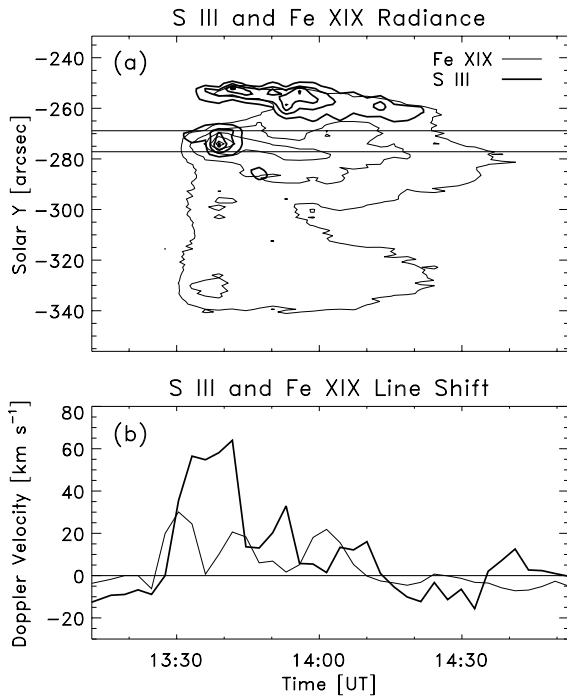 S III and Fe XIX Radiance
(a)
Fe XIX
S III
−240
−260
−280
−300
−320
−340
Solar Y [arcsec]
S III and Fe XIX Line Shift
(b)
80
60
40
20
0
−20
Doppler Velocity [km s⁻¹]
13:30 14:00 14:30
Time [UT]